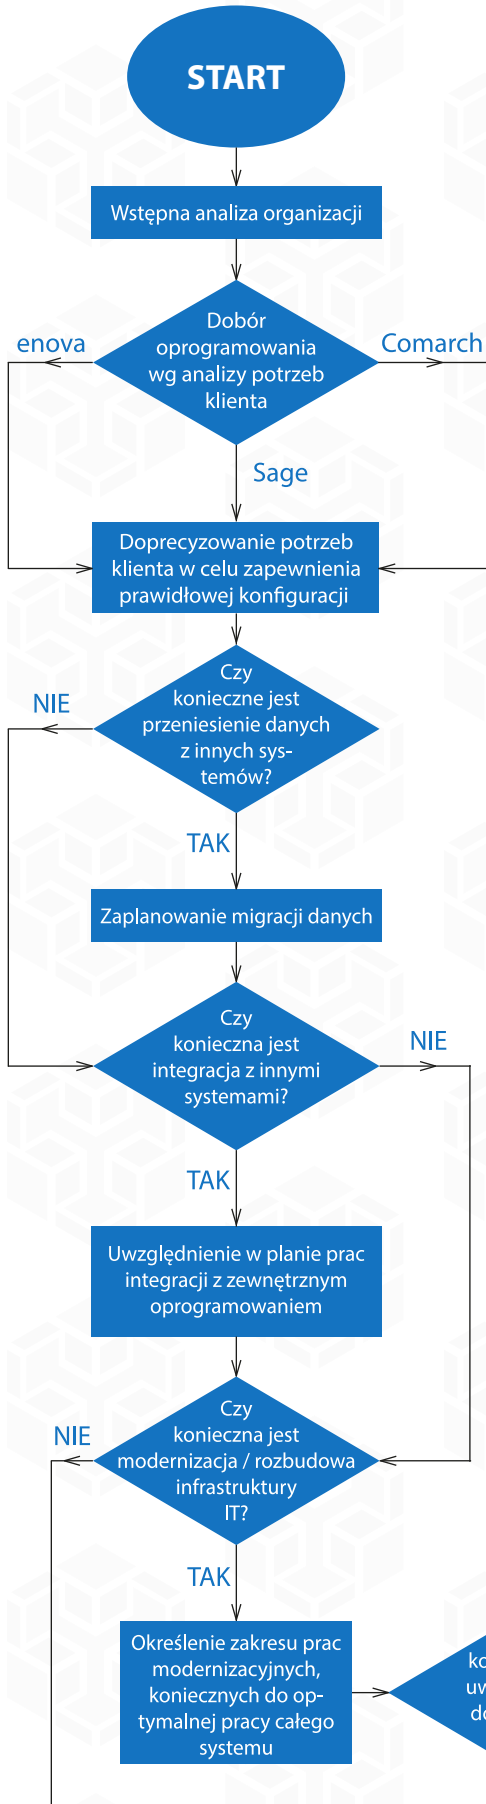 START
Wstępna analiza organizacji
Dobór
oprogramowania
wg analizy potrzeb
klienta
enova
Comarch
Sage
Doprecyzowanie potrzeb
klienta w celu zapewnienia
prawidłowej konfiguracji
Czy
konieczne jest
przeniesienie danych
z innych sys-
temów?
NIE
TAK
Zaplanowanie migracji danych
Czy
konieczna jest
integracja z innymi
systemami?
NIE
TAK
Uwzględnienie w planie prac
integracji z zewnętrznym
oprogramowaniem
Czy
konieczna jest
modernizacja / rozbudowa
infrastruktury
IT?
NIE
TAK
Określenie zakresu prac
modernizacyjnych,
koniecznych do op-
tymalnej pracy całego
systemu